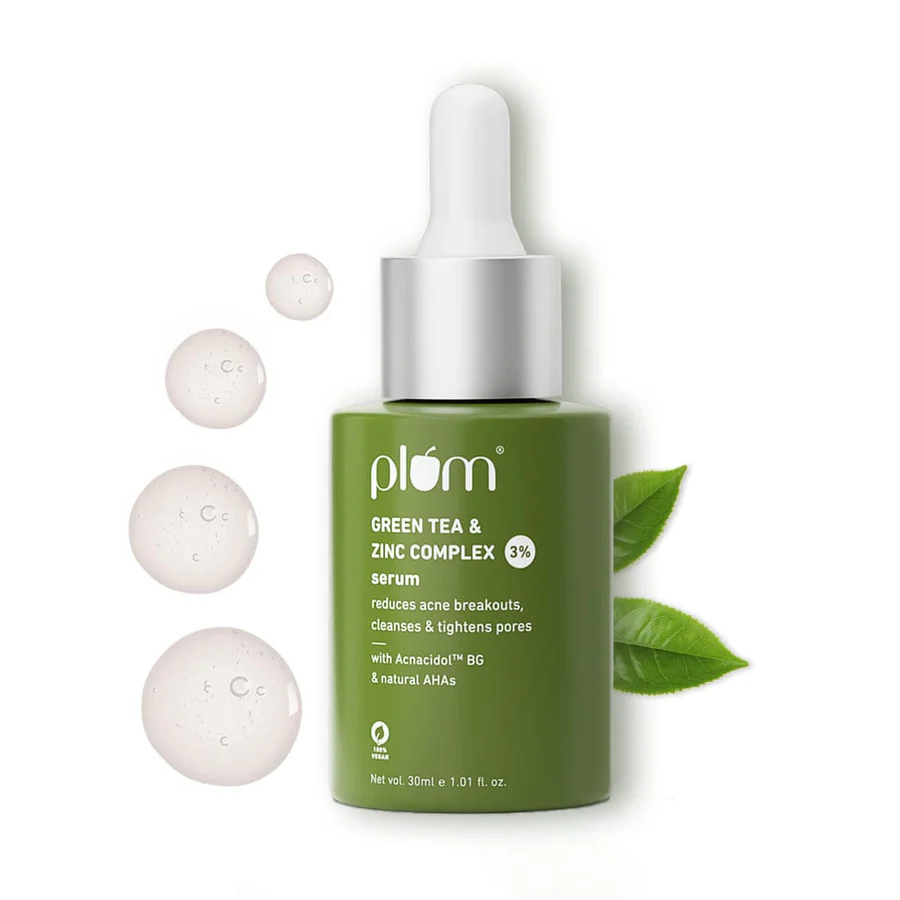 plum®
GREEN TEA &
ZINC COMPLEX 3%
serum
reduces acne breakouts,
cleanses & tightens pores
with Acnacidol™ BG
& natural AHAs
100%
VEGAN
Net vol. 30ml e 1.01 fl. oz.